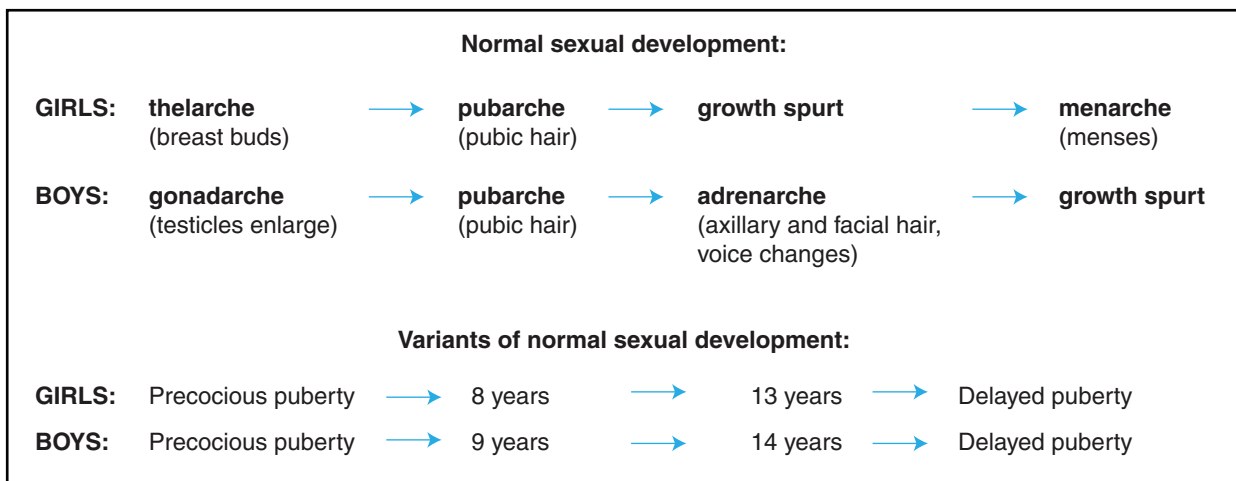 Normal sexual development:
GIRLS: thelarche pubarche growth spurt menarche
(breast buds) (pubic hair) (menses)
BOYS: gonadarche pubarche adrenarche growth spurt
(testicles enlarge) (pubic hair) (axillary and facial hair,
voice changes)
Variants of normal sexual development:
GIRLS: Precocious puberty 8 years 13 years Delayed puberty
BOYS: Precocious puberty 9 years 14 years Delayed puberty